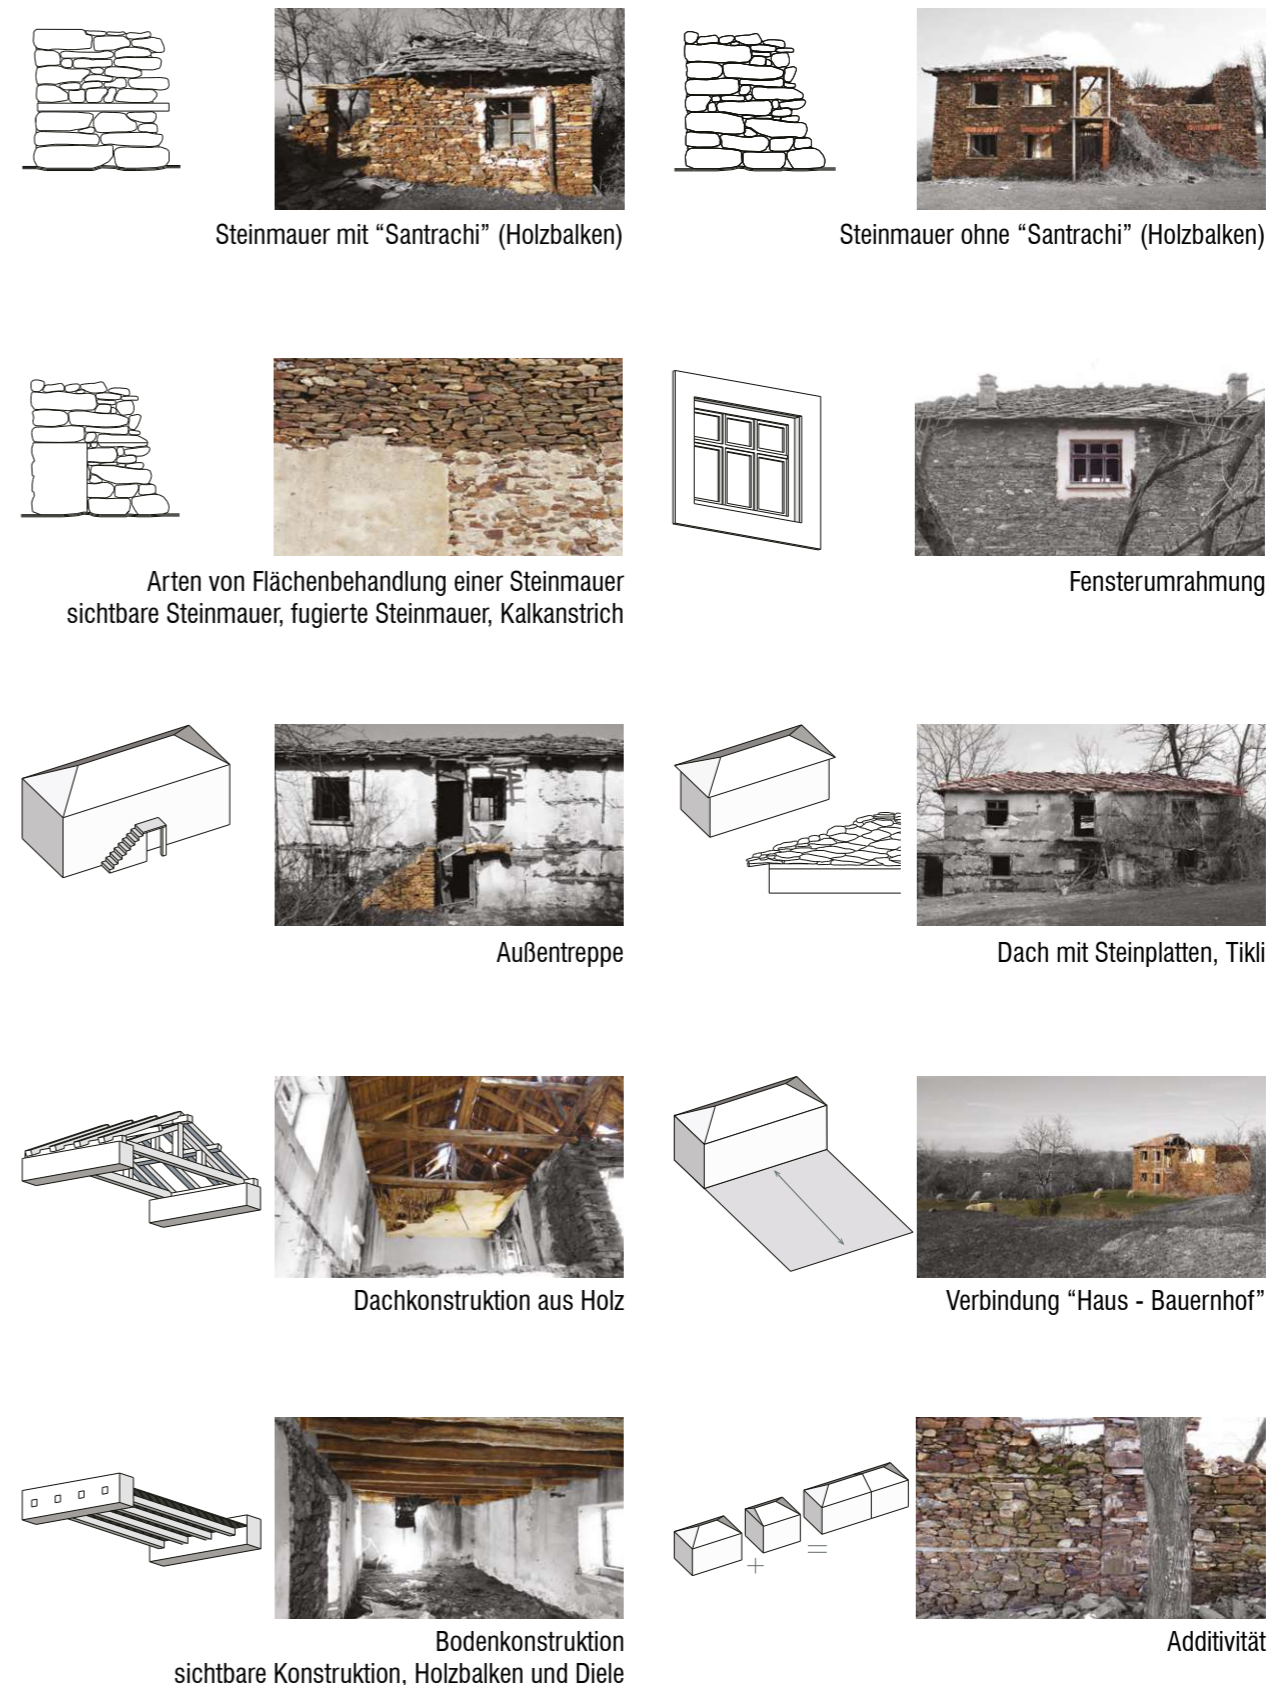 Steinmauer mit “Santrachi” (Holzbalken)
Steinmauer ohne “Santrachi” (Holzbalken)
Arten von Flächenbehandlung einer Steinmauer
sichtbare Steinmauer, fugierte Steinmauer, Kalkanstrich
Fensterumrahmung
Außentreppe
Dach mit Steinplatten, Tikli
Dachkonstruktion aus Holz
Verbindung “Haus - Bauernhof”
+
=
Bodenkonstruktion
sichtbare Konstruktion, Holzbalken und Diele
Additivität